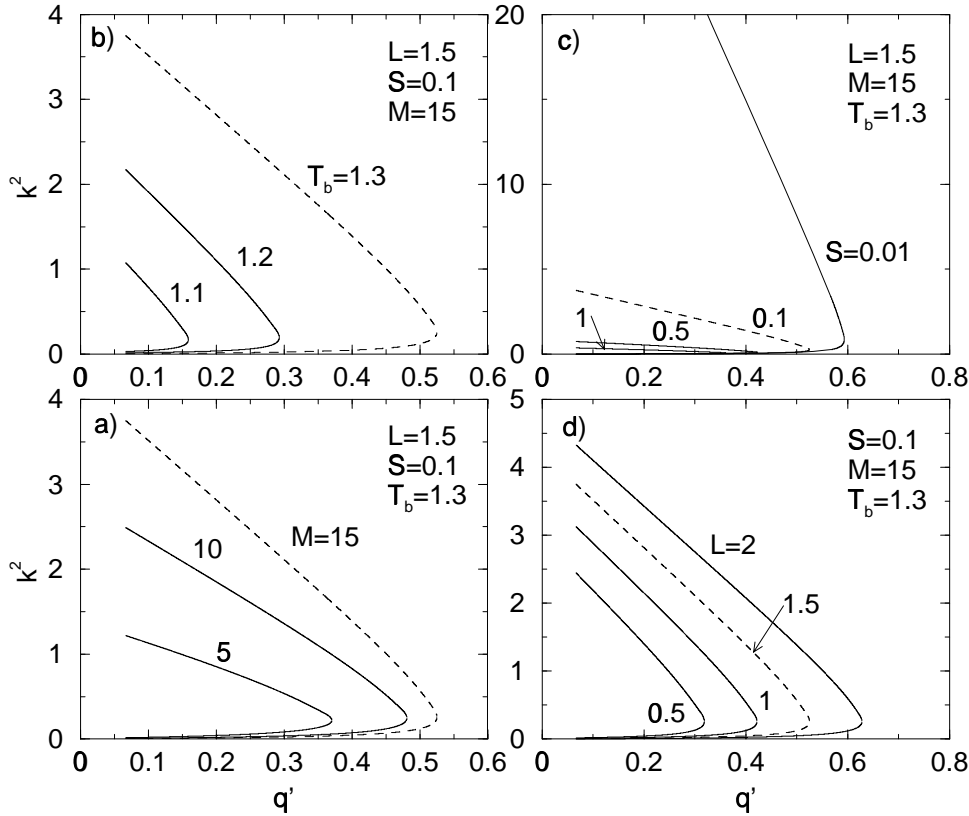 b)
L=1.5
S=0.1
M=15
T_b=1.3
1.2
1.1
k^2
4
3
2
1
0
0 0.1 0.2 0.3 0.4 0.5 0.6
c)
L=1.5
M=15
T_b=1.3
S=0.01
0.1
0.5
1
20
10
0
0 0.2 0.4 0.6 0.8
a)
L=1.5
S=0.1
T_b=1.3
M=15
10
5
k^2
4
3
2
1
0
0 0.1 0.2 0.3 0.4 0.5 0.6
q'
d)
S=0.1
M=15
T_b=1.3
L=2
1.5
1
0.5
5
4
3
2
1
0
0 0.2 0.4 0.6 0.8
q'